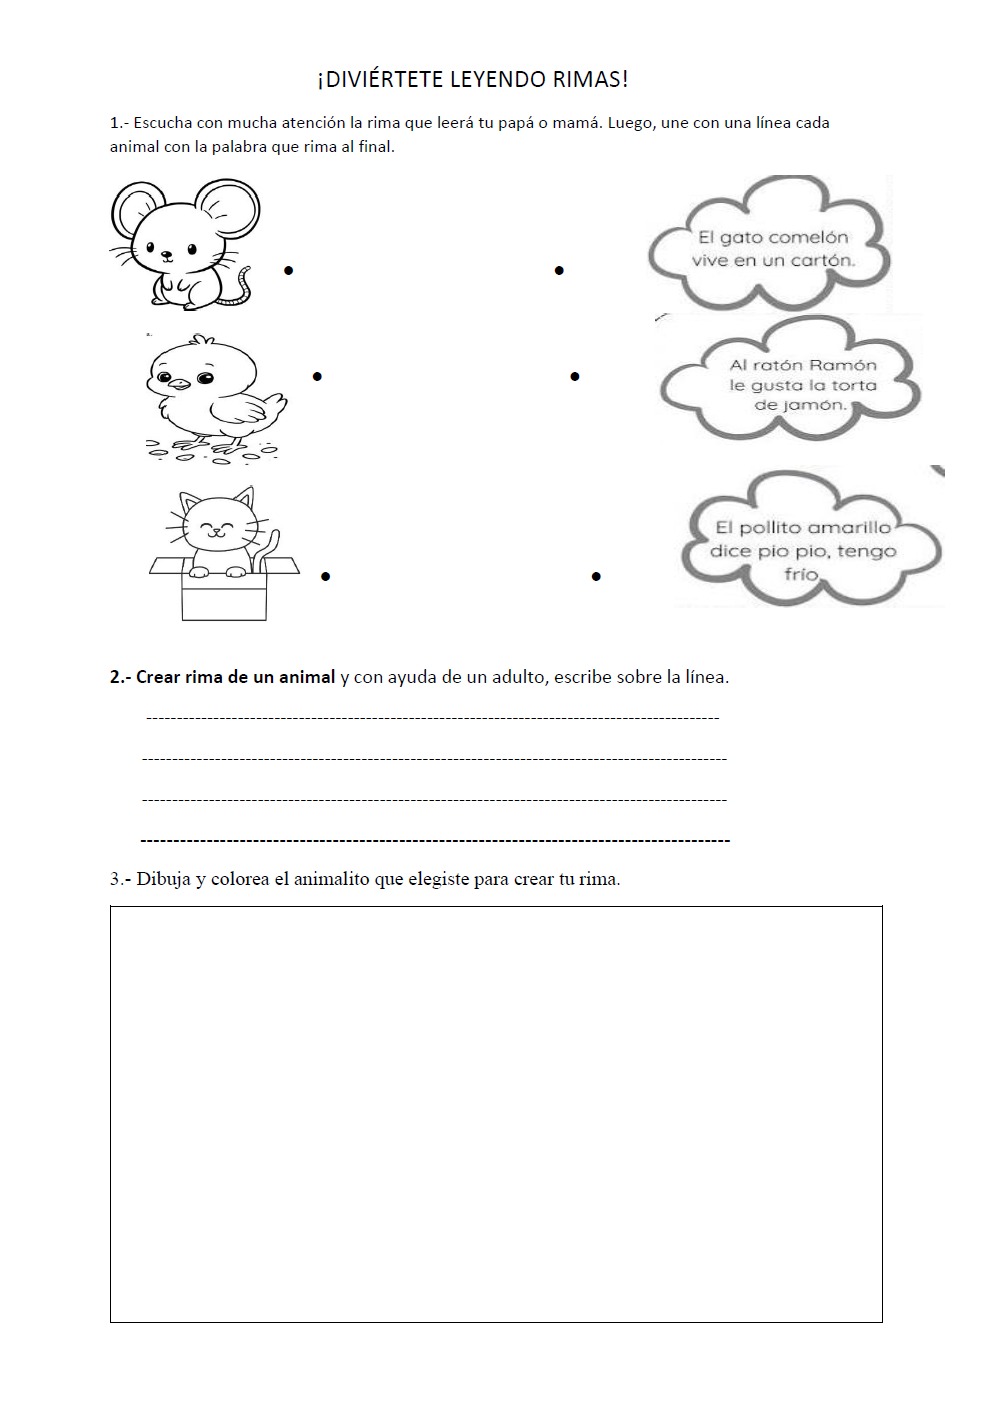 ¡DIVIÉRTETE LEYENDO RIMAS!
1.- Escucha con mucha atención la rima que leerá tu papá o mamá. Luego, une con una línea cada
animal con la palabra que rima al final.
El gato comelón
vive en un cartón.
Al ratón Ramón
le gusta la torta
de jamón.
El pollito amarillo
dice pio pio, tengo
frío.
2.- Crear rima de un animal y con ayuda de un adulto, escribe sobre la línea.
3.- Dibuja y colorea el animalito que elegiste para crear tu rima.